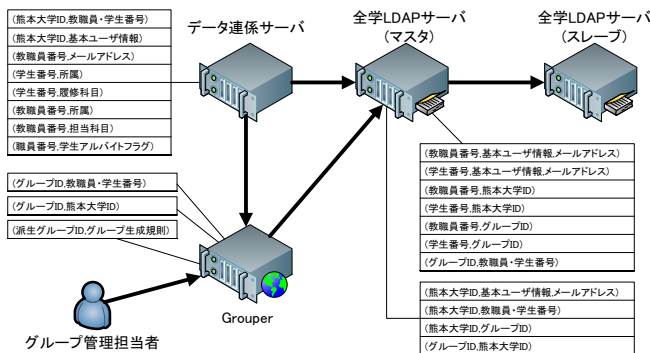 (熊本大学ID,教職員・学生番号)
(熊本大学ID,基本ユーザ情報)
(教職員番号,メールアドレス)
(学生番号,所属)
(学生番号,履修科目)
(教職員番号,所属)
(教職員番号,担当科目)
(職員番号,学生アルバイトフラグ)
データ連係サーバ
全学LDAPサーバ
(マスタ)
全学LDAPサーバ
(スレーブ)
(グループID,教職員・学生番号)
(グループID,熊本大学ID)
(派生グループID,グループ生成規則)
(教職員番号,基本ユーザ情報,メールアドレス)
(学生番号,基本ユーザ情報,メールアドレス)
(教職員番号,熊本大学ID)
(学生番号,熊本大学ID)
(教職員番号,グループID)
(学生番号,グループID)
(グループID,教職員・学生番号)
(熊本大学ID,基本ユーザ情報,メールアドレス)
(熊本大学ID,教職員・学生番号)
(熊本大学ID,グループID)
(グループID,熊本大学ID)
Grouper
グループ管理担当者